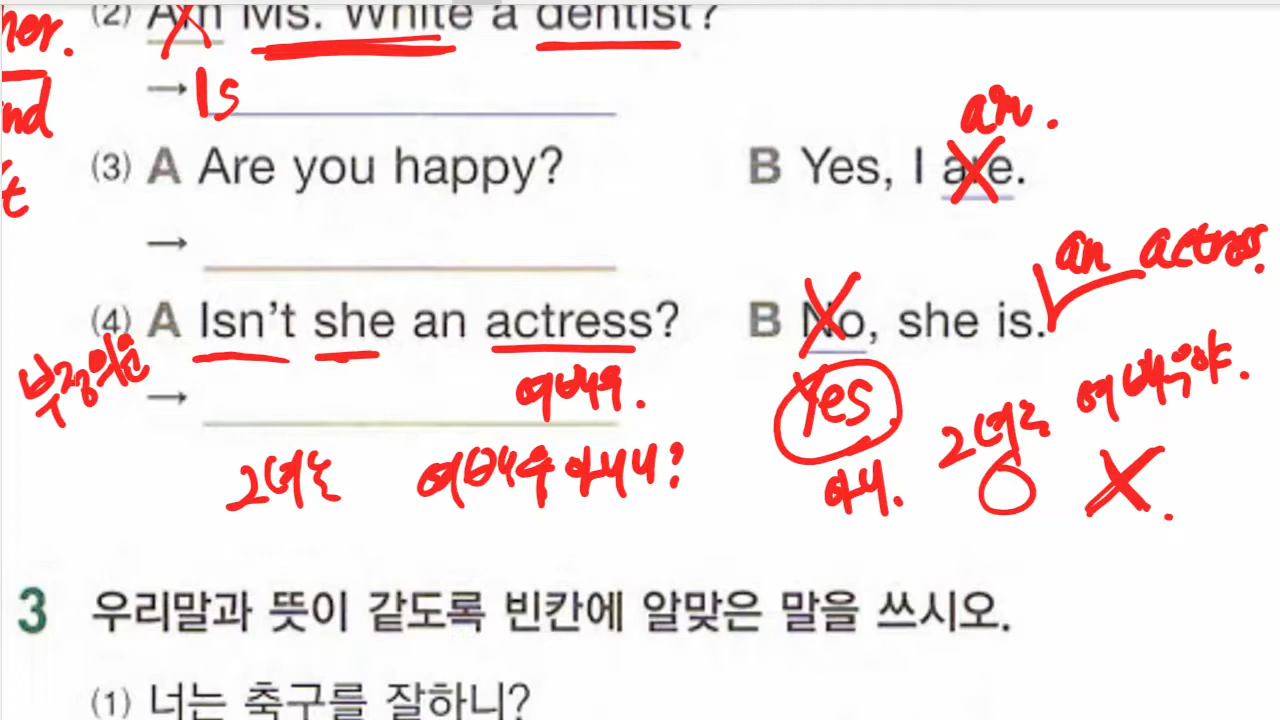 her.
(2) Am Ms. White a dentist?
nd
→ Is
't
am.
(3) A Are you happy? B Yes, I are.
→
an actress.
(4) A Isn't she an actress? B No, she is.
부정의문
→ 여배우. Yes 그녀는 여배우야.
그녀는 여배우 아니니? 아니. O X.
3 우리말과 뜻이 같도록 빈칸에 알맞은 말을 쓰시오.
(1) 너는 축구를 잘하니?